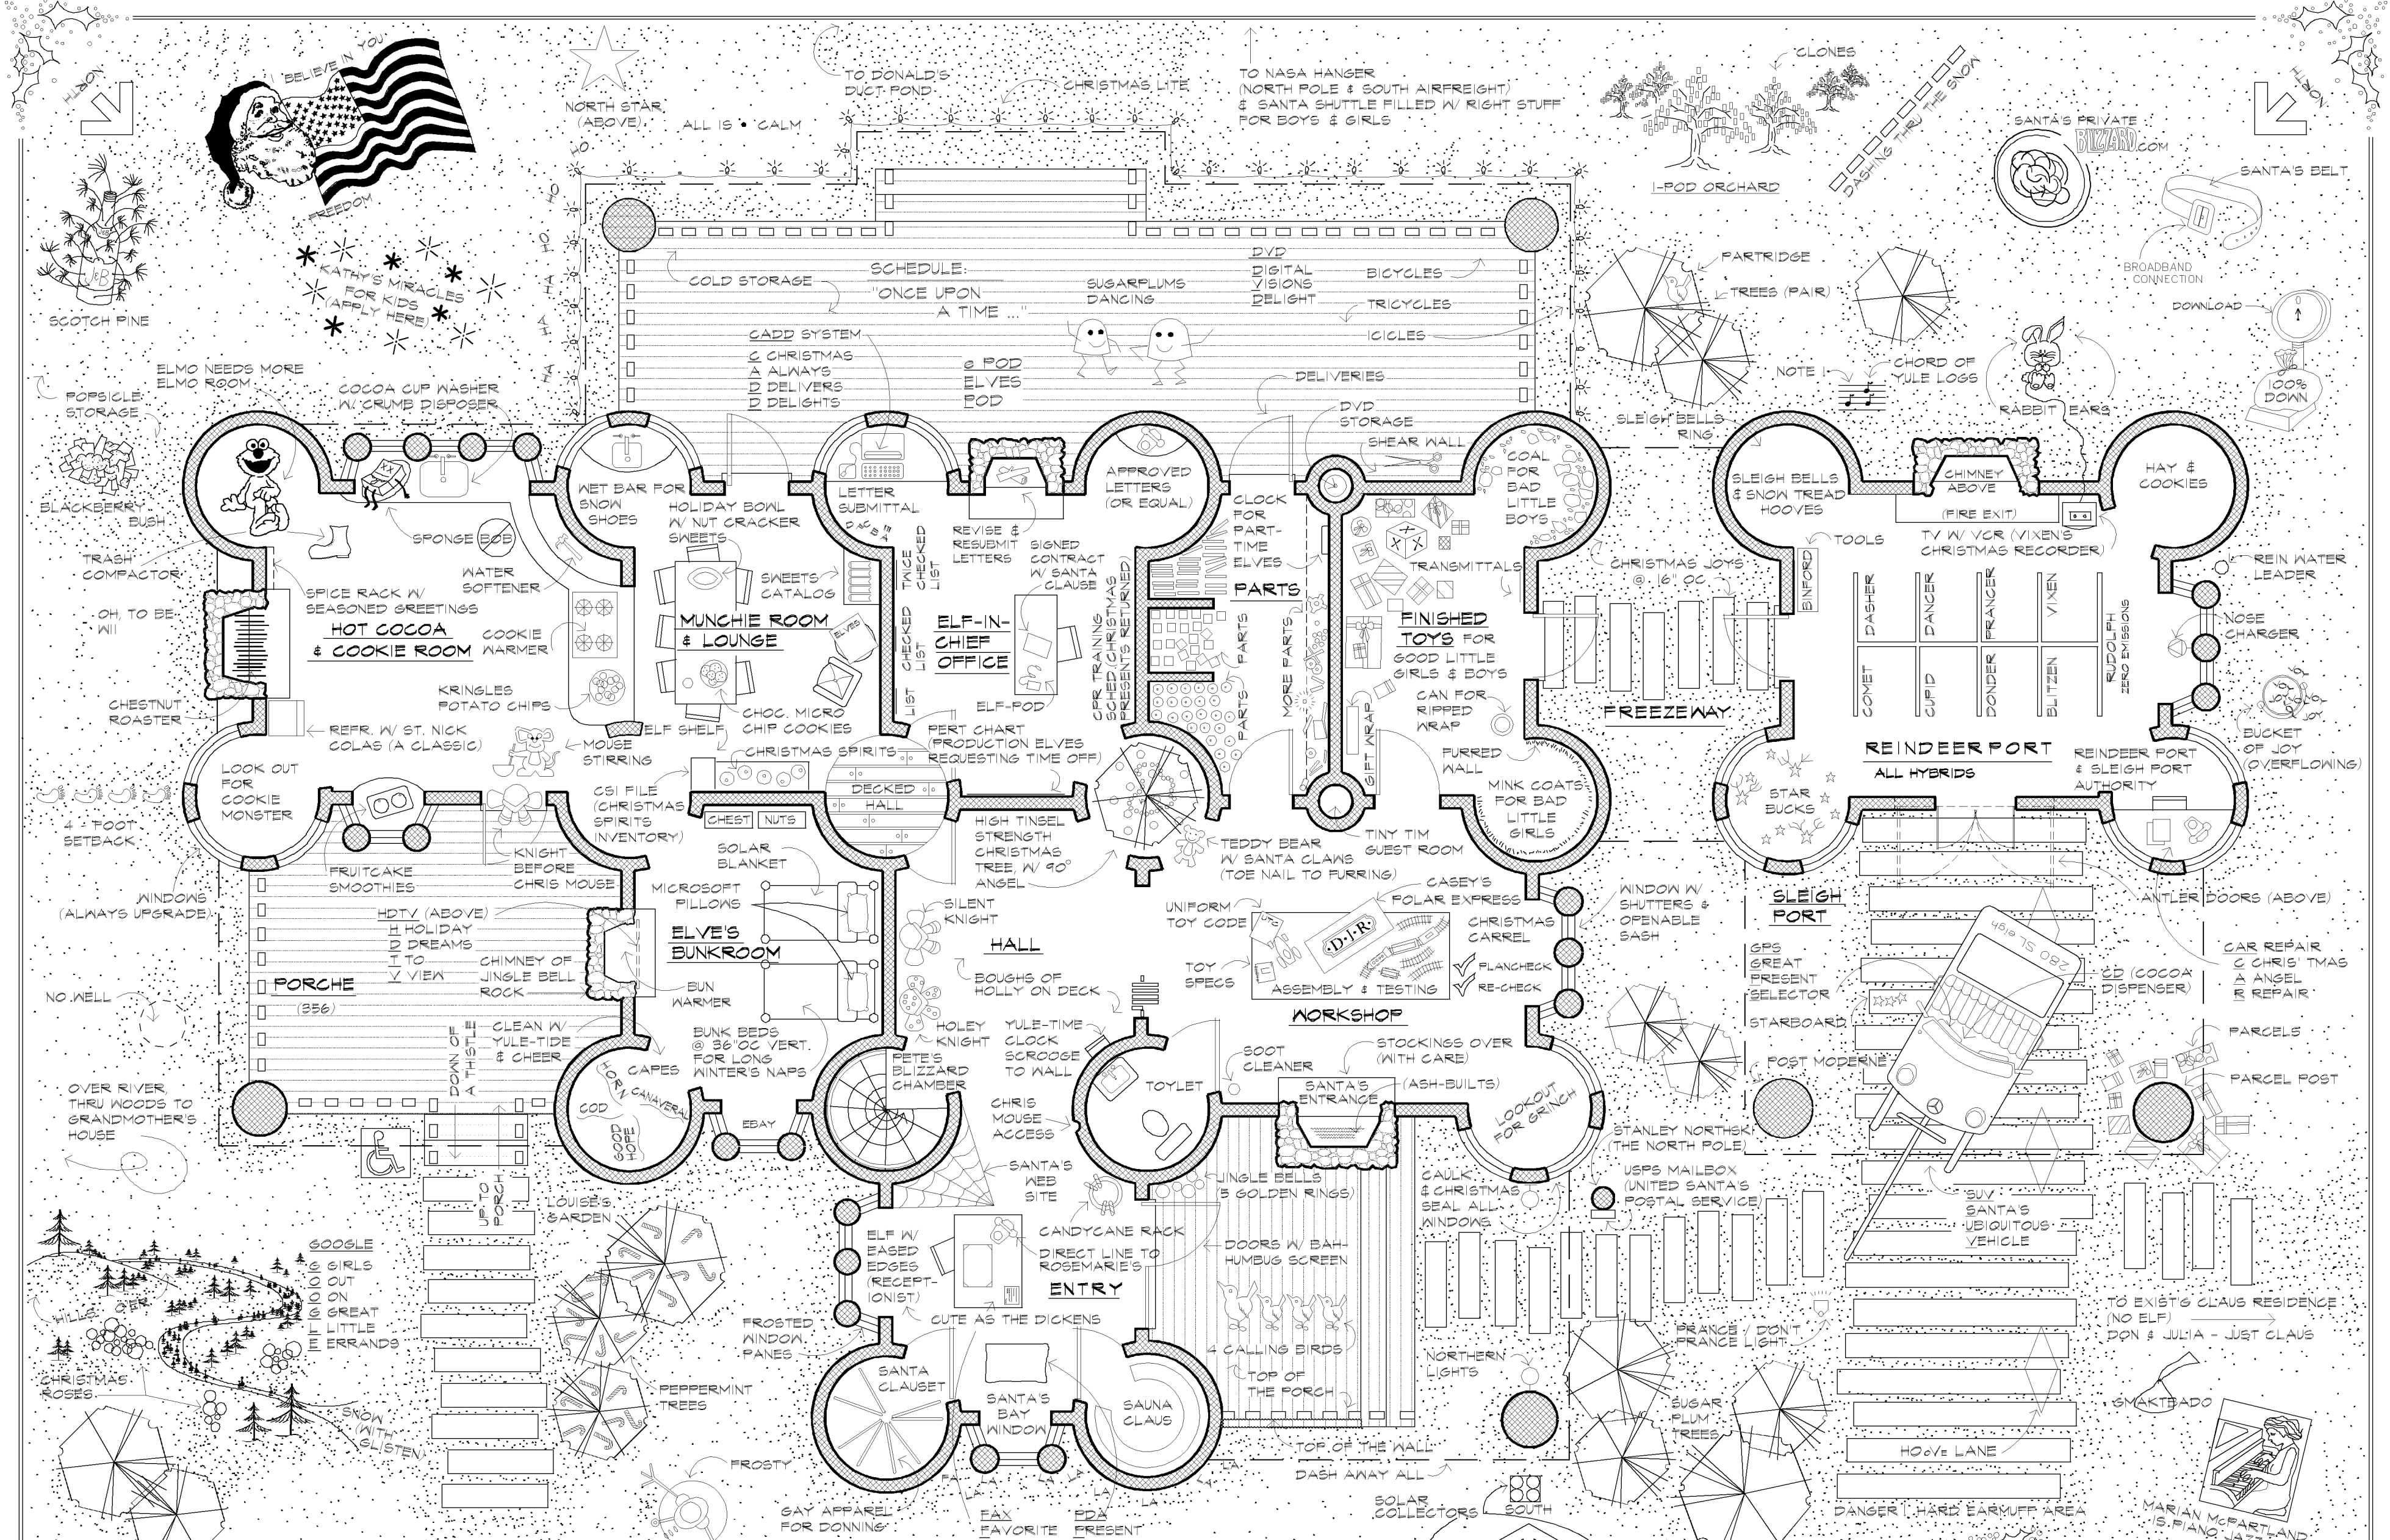 NORTH
I BELIEVE IN YOU
FREEDOM
NORTH STAR
(ABOVE)
ALL IS • CALM
TO DONALD'S
DUCT POND
CHRISTMAS LITE
TO NASA HANGER
(NORTH POLE & SOUTH AIRFREIGHT)
& SANTA SHUTTLE FILLED W/ RIGHT STUFF
FOR BOYS & GIRLS
CLONES
I-POD ORCHARD
DASHING THRU THE SNOW
SANTA'S PRIVATE
BLIZZARD.COM
NORTH
SANTA'S BELT
BROADBAND
CONNECTION
DOWNLOAD
100%
DOWN
J&B
SCOTCH PINE
KATHY'S MIRACLES
FOR KIDS
(APPLY HERE)
HO
HO
HO
HA
HA
HA
COLD STORAGE
SCHEDULE:
"ONCE UPON
A TIME ..."
SUGARPLUMS
DANCING
DVD
DIGITAL
VISIONS
DELIGHT
BICYCLES
TRICYCLES
ICICLES
CADD SYSTEM
C CHRISTMAS
A ALWAYS
D DELIVERS
D DELIGHTS
e POD
ELVES
POD
DELIVERIES
PARTRIDGE
TREES (PAIR)
NOTE 1
CHORD OF
YULE LOGS
RABBIT EARS
ELMO NEEDS MORE
ELMO ROOM
POPSICLE
STORAGE
COCOA CUP WASHER
W/ CRUMB DISPOSER
BLACKBERRY
BUSH
TRASH
COMPACTOR
SPONGE BOB
WATER
SOFTENER
WET BAR FOR
SNOW
SHOES
HOLIDAY BOWL
W/ NUT CRACKER
SWEETS
LETTER
SUBMITTAL
REVISE &
RESUBMIT
LETTERS
APPROVED
LETTERS
(OR EQUAL)
SIGNED
CONTRACT
W/ SANTA
CLAUSE
DVD
STORAGE
SHEAR WALL
CLOCK
FOR
PART-
TIME
ELVES
COAL
FOR
BAD
LITTLE
BOYS
SLEIGH BELLS
RING
SLEIGH BELLS
& SNOW TREAD
HOOVES
CHIMNEY
ABOVE
(FIRE EXIT)
HAY &
COOKIES
TOOLS
BINFORD
TV W/ VCR (VIXEN'S
CHRISTMAS RECORDER)
REIN WATER
LEADER
OH, TO BE
WII
SPICE RACK W/
SEASONED GREETINGS
HOT COCOA
& COOKIE ROOM
COOKIE
WARMER
KRINGLES
POTATO CHIPS
CHESTNUT
ROASTER
REFR. W/ ST. NICK
COLAS (A CLASSIC)
MOUSE
STIRRING
MUNCHIE ROOM
& LOUNGE
SWEETS
CATALOG
ELVES
CHOC. MICRO
CHIP COOKIES
ELF SHELF
CHRISTMAS SPIRITS
LIST CHECKED TWICE
LIST CHECKED
ELF-IN-
CHIEF
OFFICE
ELF-POD
PERT CHART
(PRODUCTION ELVES
REQUESTING TIME OFF)
CPR TRAINING
SCHED (CHRISTMAS
PRESENTS RETURNED)
PARTS
PARTS
PARTS
MORE PARTS
GIFT WRAP
TRANSMITTALS
FINISHED
TOYS FOR
GOOD LITTLE
GIRLS & BOYS
CAN FOR
RIPPED
WRAP
FURRED
WALL
MINK COATS
FOR BAD
LITTLE
GIRLS
CHRISTMAS JOYS
@ 16" OC
FREEZEWAY
DASHER
DANCER
PRANCER
VIXEN
COMET
CUPID
DONDER
BLITZEN
RUDOLPH
ZERO EMISSIONS
NOSE
CHARGER
JOY
BUCKET
OF JOY
(OVERFLOWING)
REINDEER PORT
ALL HYBRIDS
REINDEER PORT
& SLEIGH PORT
AUTHORITY
STAR
BUCKS
LOOK OUT
FOR
COOKIE
MONSTER
4 - FOOT
SETBACK
WINDOWS
(ALWAYS UPGRADE)
FRUITCAKE
SMOOTHIES
KNIGHT
BEFORE
CHRIS MOUSE
CSI FILE
(CHRISTMAS
SPIRITS
INVENTORY)
CHEST
NUTS
DECKED
HALL
HIGH TINSEL
STRENGTH
CHRISTMAS
TREE, W/ 90°
ANGEL
TEDDY BEAR
W/ SANTA CLAWS
(TOE NAIL TO FURRING)
TINY TIM
GUEST ROOM
SOLAR
BLANKET
MICROSOFT
PILLOWS
ELVE'S
BUNKROOM
BUN
WARMER
HDTV (ABOVE)
H HOLIDAY
D DREAMS
T TO
V VIEW
CHIMNEY OF
JINGLE BELL
ROCK
PORCHE
(356)
NO WELL
CLEAN W/
YULE-TIDE
& CHEER
DOWN OF
A THISTLE
UP TO
PORCH
BUNK BEDS
@ 36"OC VERT.
FOR LONG
WINTER'S NAPS
CAPES
HORN
CANAVERAL
COD
GOOD
HOPE
EBAY
SILENT
KNIGHT
HALL
BOUGHS OF
HOLLY ON DECK
HOLEY
KNIGHT
YULE-TIME
CLOCK
SCROOGE
TO WALL
PETE'S
BLIZZARD
CHAMBER
CHRIS
MOUSE
ACCESS
TOYLET
SANTA'S
WEB
SITE
UNIFORM
TOY CODE
TOY
SPECS
CASEY'S
POLAR EXPRESS
D·J·R
CHRISTMAS
CARREL
ASSEMBLY & TESTING
PLANCHECK
RE-CHECK
WORKSHOP
WINDOW W/
SHUTTERS &
OPENABLE
SASH
SOOT
CLEANER
STOCKINGS OVER
(WITH CARE)
SANTA'S
ENTRANCE
(ASH-BUILTS)
LOOKOUT
FOR GRINCH
SLEIGH
PORT
GPS
GREAT
PRESENT
SELECTOR
STARBOARD
POST MODERNE
280 SLeigh
ANTLER DOORS (ABOVE)
CD (COCOA
DISPENSER)
CAR REPAIR
C CHRIS' TMAS
A ANGEL
R REPAIR
PARCELS
PARCEL POST
STANLEY NORTHSK
(THE NORTH POLE)
USPS MAILBOX
(UNITED SANTA'S
POSTAL SERVICE)
SUV
SANTA'S
UBIQUITOUS
VEHICLE
OVER RIVER
THRU WOODS TO
GRANDMOTHER'S
HOUSE
LOUISE'S
GARDEN
GOOGLE
G GIRLS
O OUT
O ON
G GREAT
L LITTLE
E ERRANDS
HILLS O'ER
CHRISTMAS
ROSES
SNOW
(WITH
GLISTEN)
PEPPERMINT
TREES
FROSTY
ELF W/
EASED
EDGES
(RECEPT-
IONIST)
CANDYCANE RACK
DIRECT LINE TO
ROSEMARIE'S
ENTRY
CUTE AS THE DICKENS
FROSTED
WINDOW
PANES
JINGLE BELLS
(5 GOLDEN RINGS)
DOORS W/ BAH-
HUMBUG SCREEN
4 CALLING BIRDS
TOP OF
THE PORCH
TOP OF THE WALL
DASH AWAY ALL
CAULK
& CHRISTMAS
SEAL ALL
WINDOWS
NORTHERN
LIGHTS
SANTA
CLAUSET
SANTA'S
BAY
WINDOW
SAUNA
CLAUS
FA LA LA LA LA LA LA LA
GAY APPAREL
FOR DONNING
FAX
FAVORITE
PDA
PRESENT
SOLAR
COLLECTORS
SOUTH
PRANCE / DON'T
PRANCE LIGHT
SUGAR
PLUM
TREES
HOOVE LANE
DANGER! HARD EARMUFF AREA
TO EXIST'G CLAUS RESIDENCE
(NO ELF)
DON & JULIA - JUST CLAUS
SMAKTEADO
MARIAN McPARTLAND